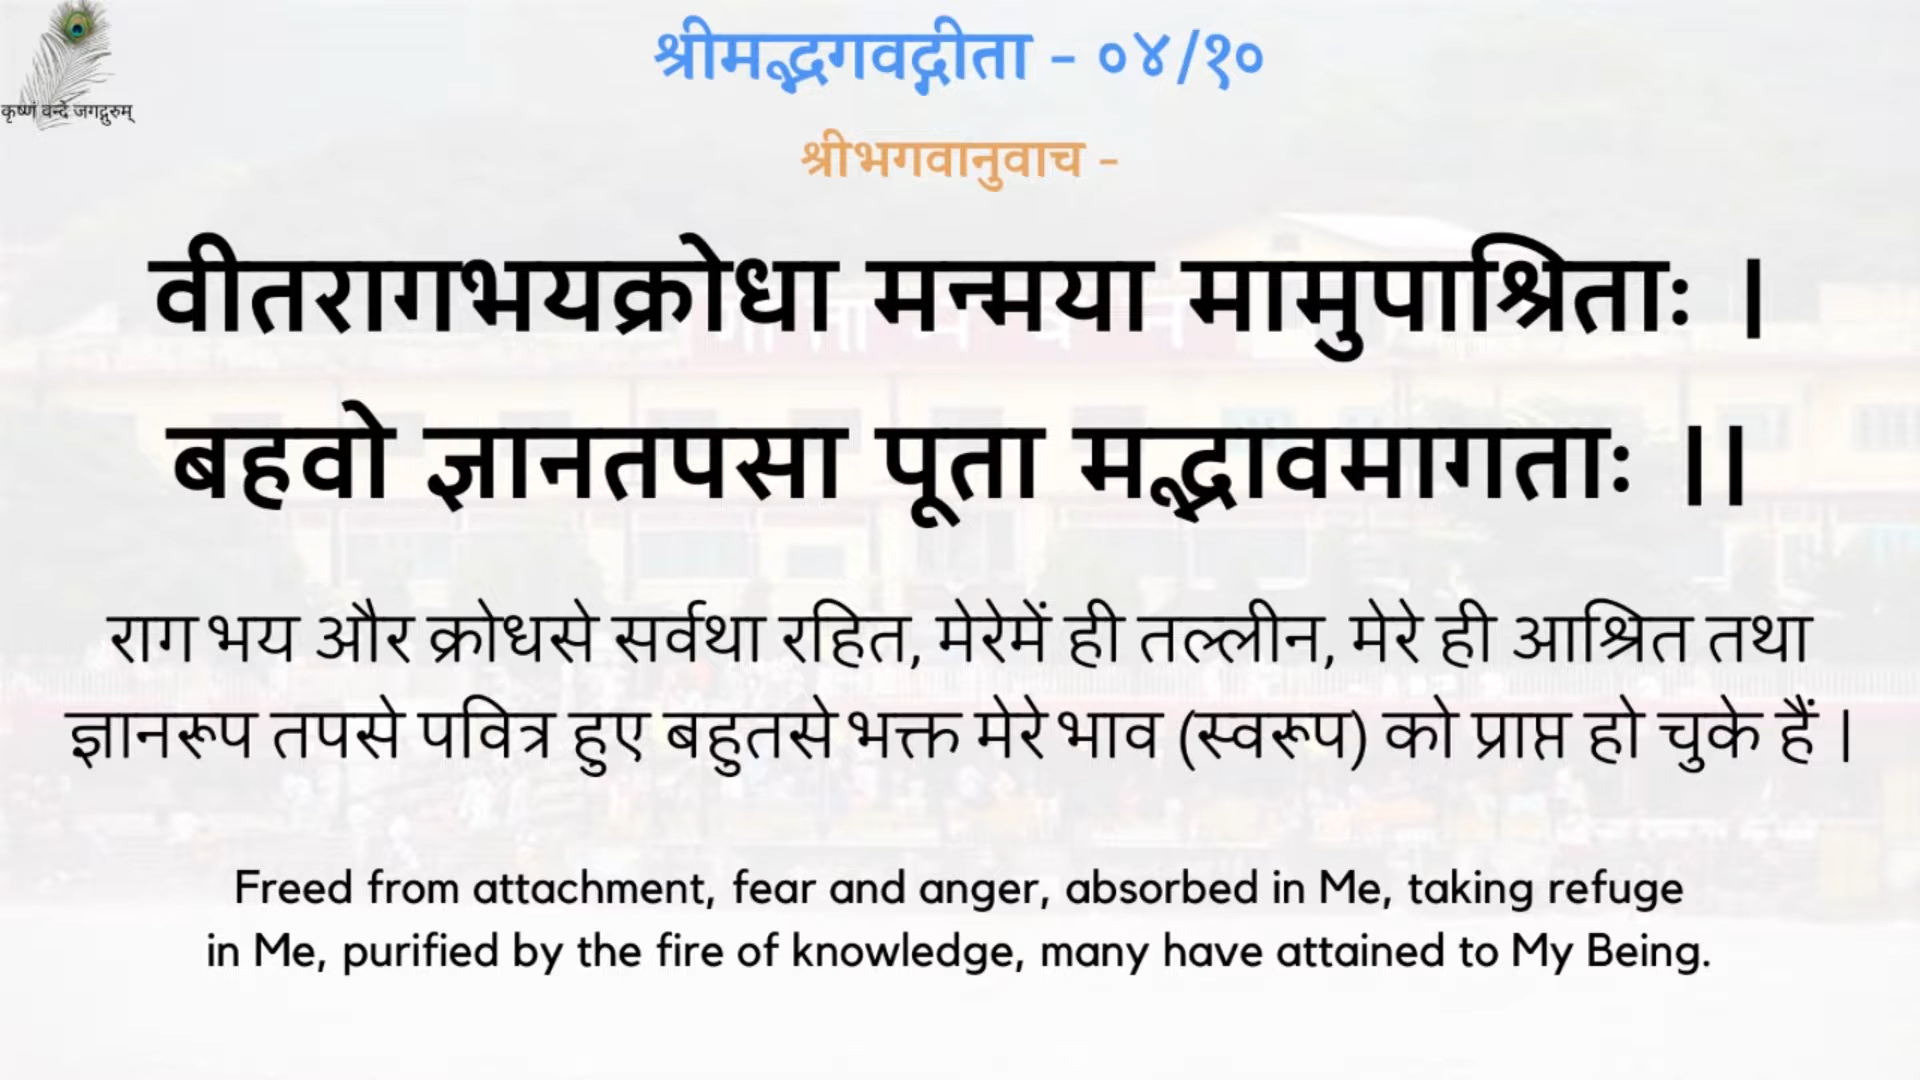 कृष्णं वन्दे जगद्गुरुम्
श्रीमद्भगवद्गीता - ०४/१०
श्रीभगवानुवाच -
वीतरागभयक्रोधा मन्मया मामुपाश्रिताः |
बहवो ज्ञानतपसा पूता मद्भावमागताः ||
राग भय और क्रोधसे सर्वथा रहित, मेरेमें ही तल्लीन, मेरे ही आश्रित तथा
ज्ञानरूप तपसे पवित्र हुए बहुतसे भक्त मेरे भाव (स्वरूप) को प्राप्त हो चुके हैं |
Freed from attachment, fear and anger, absorbed in Me, taking refuge
in Me, purified by the fire of knowledge, many have attained to My Being.